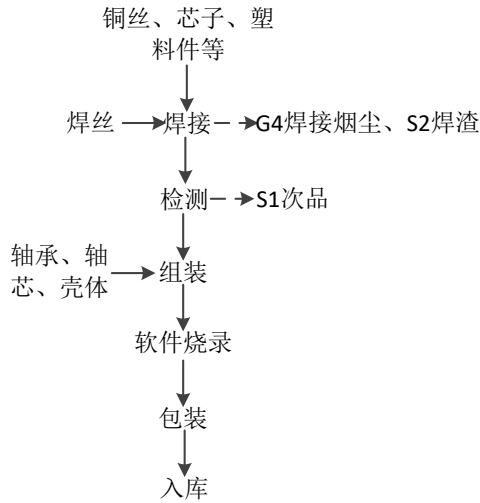 铜丝、芯子、塑
料件等
焊丝
焊接
G4焊接烟尘、S2焊渣
检测
S1次品
轴承、轴
芯、壳体
组装
软件烧录
包装
入库